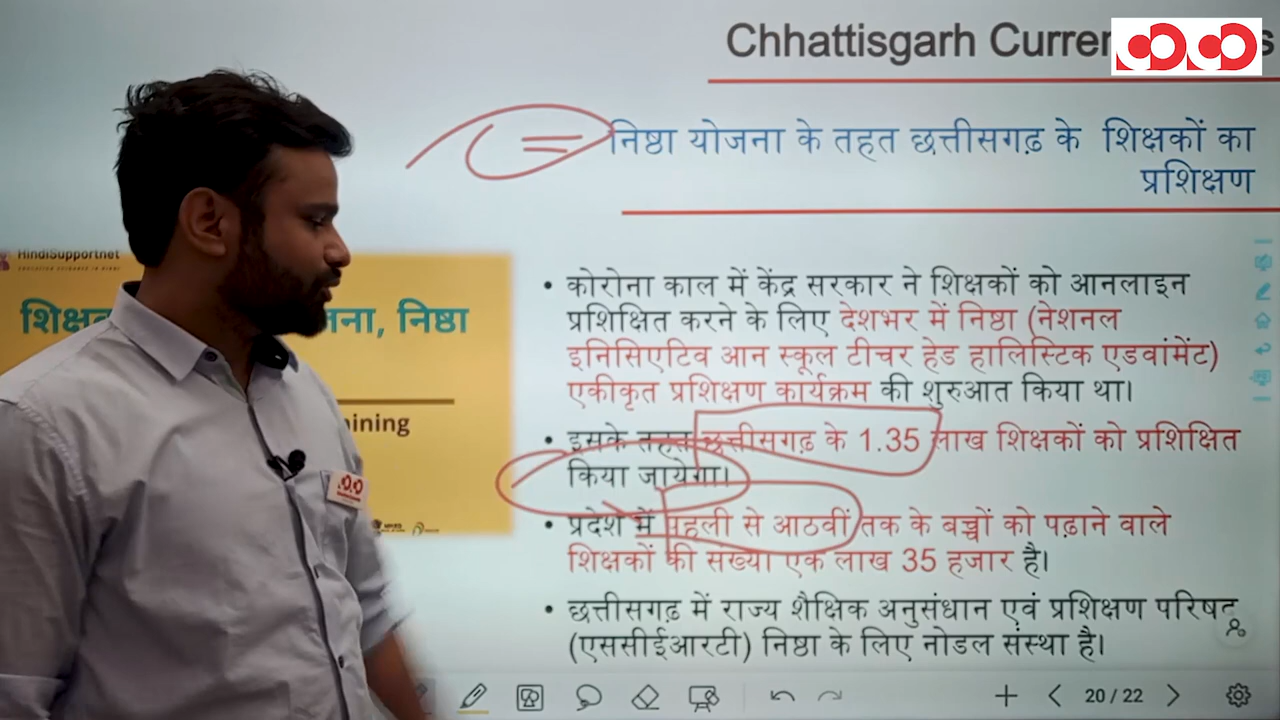 Chhattisgarh
निष्ठा योजना के तहत छत्तीसगढ़ के शिक्षकों का
प्रशिक्षण
HindiSupportnet
निष्ठा
• कोरोना काल में केंद्र सरकार ने शिक्षकों को आनलाइन
प्रशिक्षित करने के लिए देशभर में निष्ठा (नेशनल
इनिसिएटिव आन स्कूल टीचर हेड हालिस्टिक एडवांमेंट)
एकीकृत प्रशिक्षण कार्यक्रम की शुरुआत किया था।
• इसके तहत छत्तीसगढ़ के 1.35 लाख शिक्षकों को प्रशिक्षित
किया जायेगा।
• प्रदेश में पहली से आठवीं तक के बच्चों को पढ़ाने वाले
शिक्षकों की संख्या एक लाख 35 हजार है।
• छत्तीसगढ़ में राज्य शैक्षिक अनुसंधान एवं प्रशिक्षण परिषद
(एससीईआरटी) निष्ठा के लिए नोडल संस्था है।
20 / 22